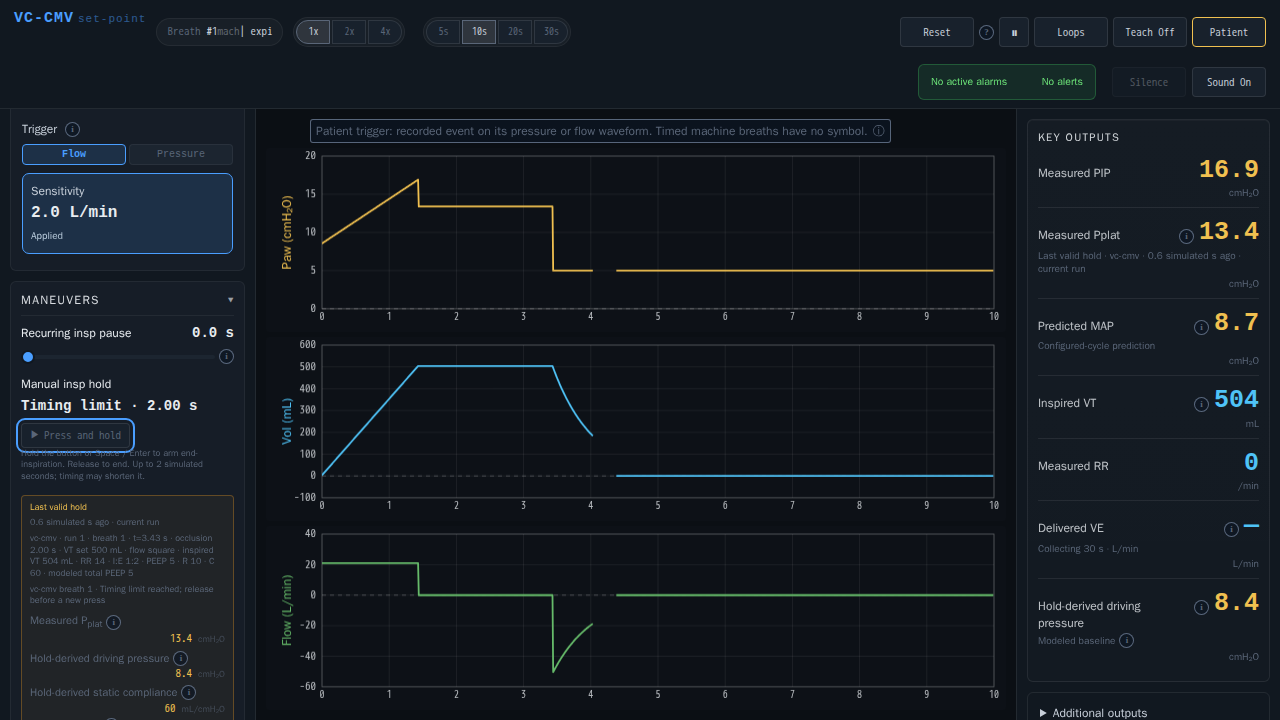 VC-CMV set-point
Breath #1mach| expi
1x 2x 4x
5s 10s 20s 30s
Reset ? Loops Teach Off Patient
No active alarms No alerts
Silence Sound On
Trigger
Flow Pressure
Sensitivity
2.0 L/min
Applied
MANEUVERS
Recurring insp pause 0.0 s
Manual insp hold
Timing limit · 2.00 s
Press and hold
Hold the button or Space / Enter to arm end-
inspiration. Release to end. Up to 2 simulated
seconds; timing may shorten it.
Last valid hold
0.6 simulated s ago · current run
vc-cmv · run 1 · breath 1 · t=3.43 s · occlusion
2.00 s · VT set 500 mL · flow square · inspired
VT 504 mL · RR 14 · I:E 1:2 · PEEP 5 · R 10 · C
60 · modeled total PEEP 5
vc-cmv breath 1 · Timing limit reached; release
before a new press
Measured Pplat
13.4 cmH₂O
Hold-derived driving pressure
8.4 cmH₂O
Hold-derived static compliance
60 mL/cmH₂O
Patient trigger: recorded event on its pressure or flow waveform. Timed machine breaths have no symbol.
Paw (cmH₂O)
20
15
10
5
0
0 1 2 3 4 5 6 7 8 9 10
Vol (mL)
600
500
400
300
200
100
0
-100
0 1 2 3 4 5 6 7 8 9 10
Flow (L/min)
40
20
0
-20
-40
-60
0 1 2 3 4 5 6 7 8 9 10
KEY OUTPUTS
Measured PIP 16.9
cmH₂O
Measured Pplat 13.4
Last valid hold · vc-cmv · 0.6 simulated s ago ·
current run
cmH₂O
Predicted MAP 8.7
Configured-cycle prediction
cmH₂O
Inspired VT 504
mL
Measured RR 0
/min
Delivered VE —
Collecting 30 s · L/min
L/min
Hold-derived driving
pressure 8.4
Modeled baseline
cmH₂O
Additional outputs